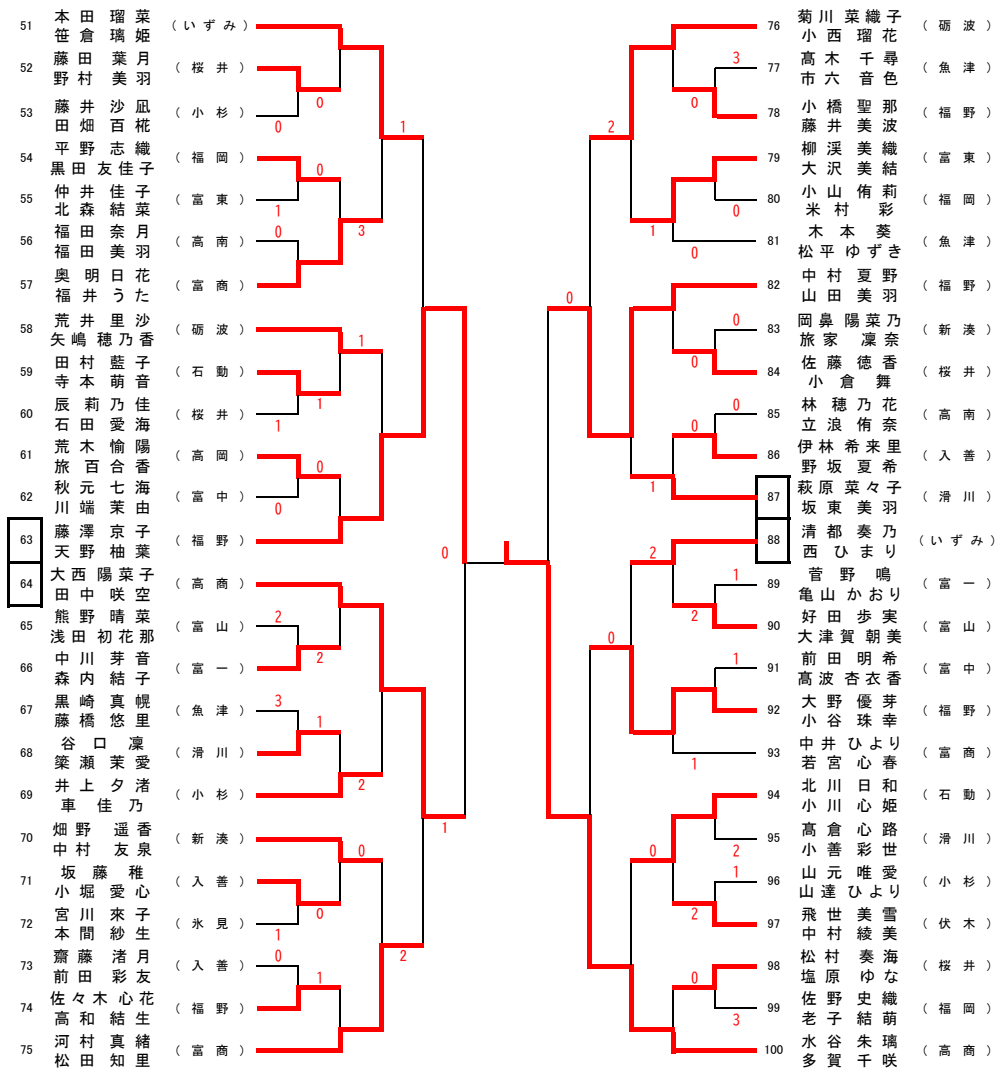 51 本田瑠菜 笹倉璃姫 (いずみ)
52 藤田葉月 野村美羽 (桜井)
0
53 藤井沙凪 田畑百椛 (小杉)
0
1
54 平野志織 黒田友佳子 (福岡)
0
55 仲井佳子 北森結菜 (富東)
1
56 福田奈月 福田美羽 (高南)
0
3
57 奥明日花 福井うた (富商)
58 荒井里沙 矢嶋穂乃香 (砺波)
1
59 田村藍子 寺本萌音 (石動)
1
60 辰莉乃佳 石田愛海 (桜井)
1
61 荒木愉陽 旅百合香 (高岡)
0
62 秋元七海 川端茉由 (富中)
0
63 藤澤京子 天野柚葉 (福野)
0
64 大西陽菜子 田中咲空 (高商)
65 熊野晴菜 浅田初花那 (富山)
2
66 中川芽音 森内結子 (富一)
2
67 黒崎真幌 藤橋悠里 (魚津)
3
1
68 谷口凜 簗瀬茉愛 (滑川)
69 井上夕渚 車佳乃 (小杉)
2
1
70 畑野遥香 中村友泉 (新湊)
0
71 坂藤稚 小堀愛心 (入善)
0
72 宮川來子 本間紗生 (氷見)
1
73 齋藤渚月 前田彩友 (入善)
0
2
1
74 佐々木心花 高和結生 (福野)
75 河村真緒 松田知里 (富商)
76 菊川菜織子 小西瑠花 (砺波)
77 髙木千尋 市六音色 (魚津)
3
0
78 小橋聖那 藤井美波 (福野)
2
79 柳渓美織 大沢美結 (富東)
80 小山侑莉 米村彩 (福岡)
0
1
81 木本葵 松平ゆずき (魚津)
0
0
82 中村夏野 山田美羽 (福野)
83 岡鼻陽菜乃 旅家凜奈 (新湊)
0
0
84 佐藤徳香 小倉舞 (桜井)
85 林穂乃花 立浪侑奈 (高南)
0
0
86 伊林希来里 野坂夏希 (入善)
1
87 萩原菜々子 坂東美羽 (滑川)
88 清都奏乃 西ひまり (いずみ)
2
89 菅野鳴 亀山かおり (富一)
1
2
90 好田歩実 大津賀朝美 (富山)
0
91 前田明希 髙波杏衣香 (富中)
1
92 大野優芽 小谷珠幸 (福野)
93 中井ひより 若宮心春 (富商)
1
94 北川日和 小川心姫 (石動)
95 髙倉心路 小善彩世 (滑川)
2
0
96 山元唯愛 山達ひより (小杉)
1
2
97 飛世美雪 中村綾美 (伏木)
98 松村奏海 塩原ゆな (桜井)
0
99 佐野史織 老子結萌 (福岡)
3
100 水谷朱璃 多賀千咲 (高商)